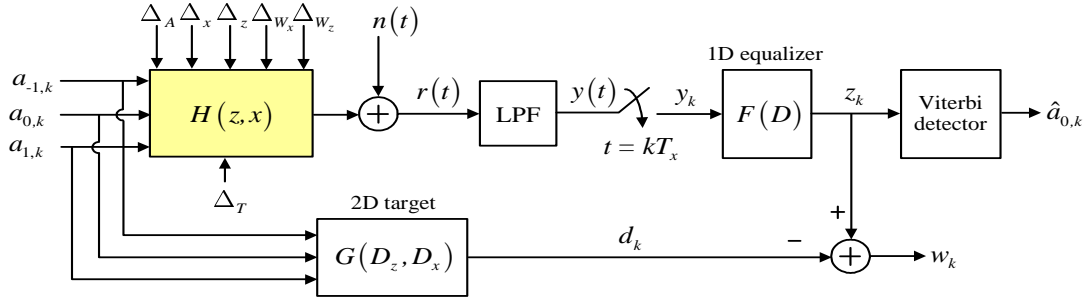 Δ_A Δ_x Δ_z Δ_{W_x} Δ_{W_z}
n(t)
1D equalizer
a_{-1,k}
a_{0,k}
a_{1,k}
H(z,x)
+
r(t)
LPF
y(t)
t = kT_x
y_k
F(D)
z_k
Viterbi
detector
â_{0,k}
Δ_T
2D target
G(D_z, D_x)
d_k
+
−
+
w_k